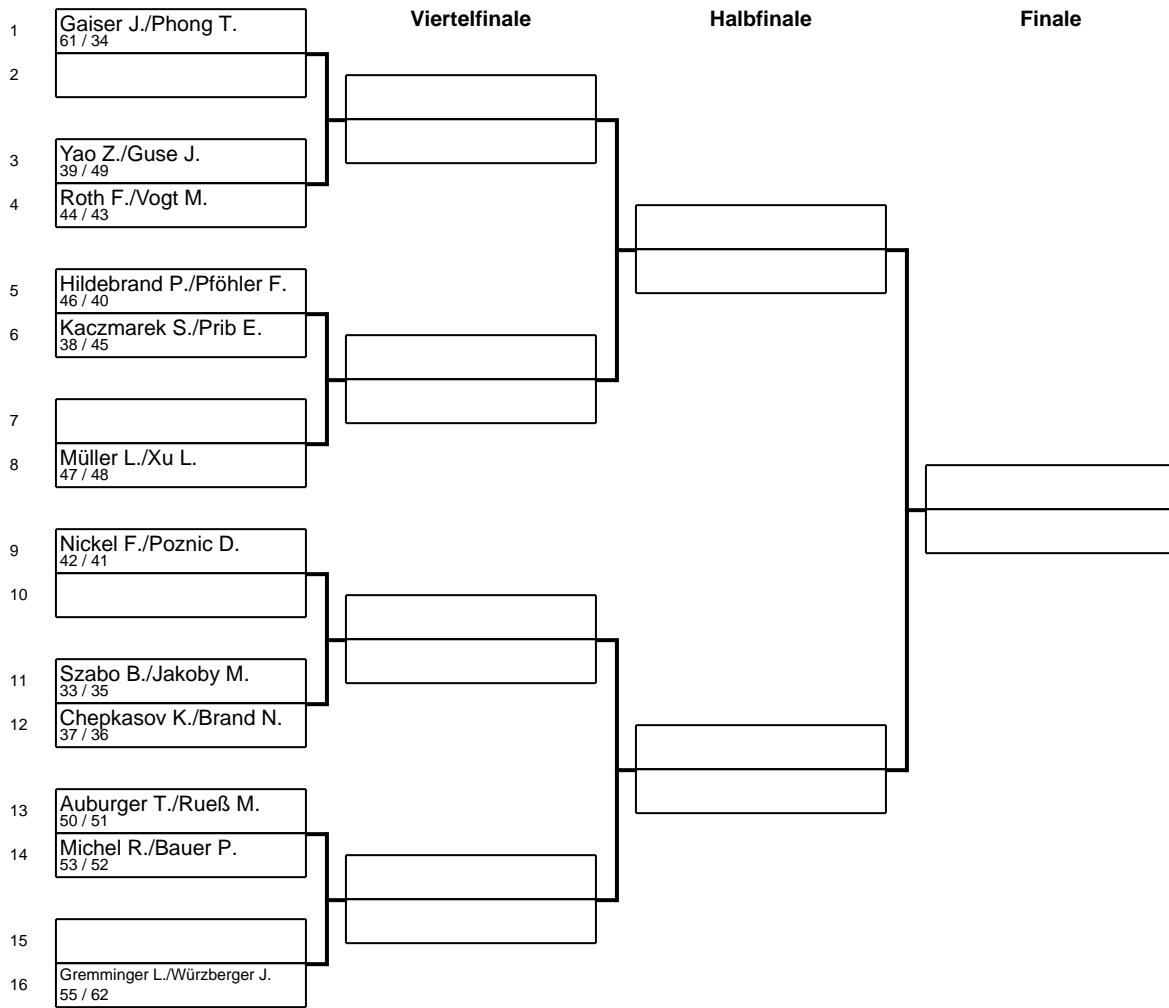 Viertelfinale Halbfinale Finale
1 Gaiser J./Phong T.
61 / 34
2
3 Yao Z./Guse J.
39 / 49
4 Roth F./Vogt M.
44 / 43
5 Hildebrand P./Pföhler F.
46 / 40
6 Kaczmarek S./Prib E.
38 / 45
7
8 Müller L./Xu L.
47 / 48
9 Nickel F./Poznic D.
42 / 41
10
11 Szabo B./Jakoby M.
33 / 35
12 Chepkasov K./Brand N.
37 / 36
13 Auburger T./Rueß M.
50 / 51
14 Michel R./Bauer P.
53 / 52
15
16 Gremminger L./Würzberger J.
55 / 62